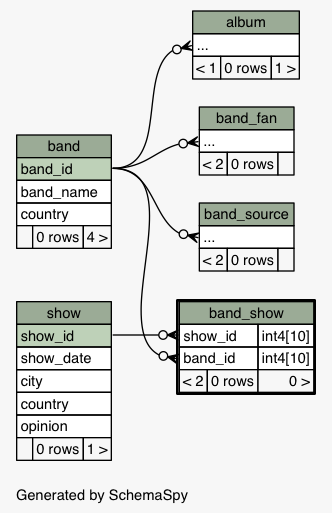 album
...
< 1 0 rows 1 >
band_fan
...
< 2 0 rows
band
band_id
band_name
country
0 rows 4 >
band_source
...
< 2 0 rows
show
show_id
show_date
city
country
opinion
0 rows 1 >
band_show
show_id int4[10]
band_id int4[10]
< 2 0 rows 0 >
Generated by SchemaSpy